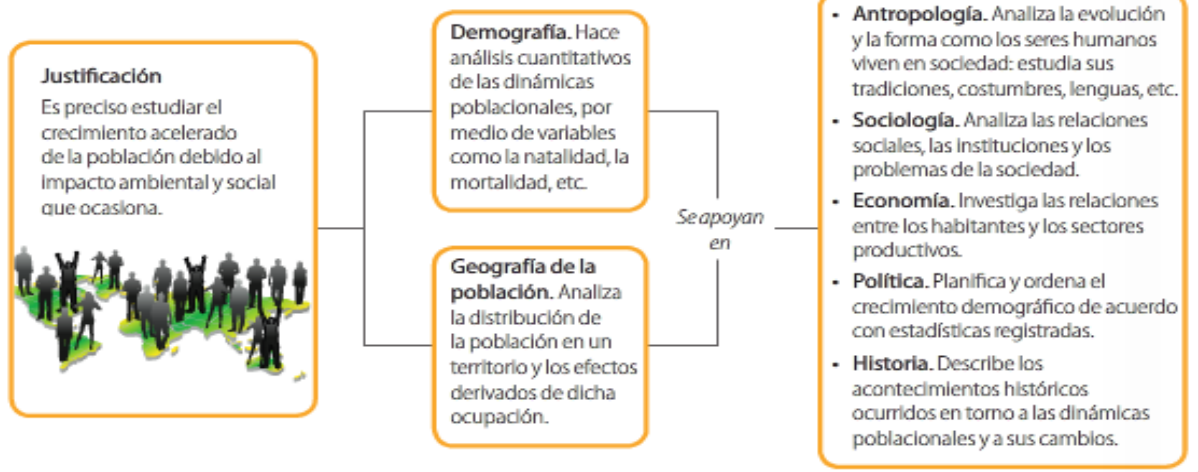 Justificación
Es preciso estudiar el
crecimiento acelerado
de la población debido al
impacto ambiental y social
que ocasiona.
Demografía. Hace
análisis cuantitativos
de las dinámicas
poblacionales, por
medio de variables
como la natalidad, la
mortalidad, etc.
Geografía de la
población. Analiza
la distribución de
la población en un
territorio y los efectos
derivados de dicha
ocupación.
Se apoyan
en
• Antropología. Analiza la evolución
y la forma como los seres humanos
viven en sociedad: estudia sus
tradiciones, costumbres, lenguas, etc.
• Sociología. Analiza las relaciones
sociales, las instituciones y los
problemas de la sociedad.
• Economía. Investiga las relaciones
entre los habitantes y los sectores
productivos.
• Política. Planifica y ordena el
crecimiento demográfico de acuerdo
con estadísticas registradas.
• Historia. Describe los
acontecimientos históricos
ocurridos en torno a las dinámicas
poblacionales y a sus cambios.